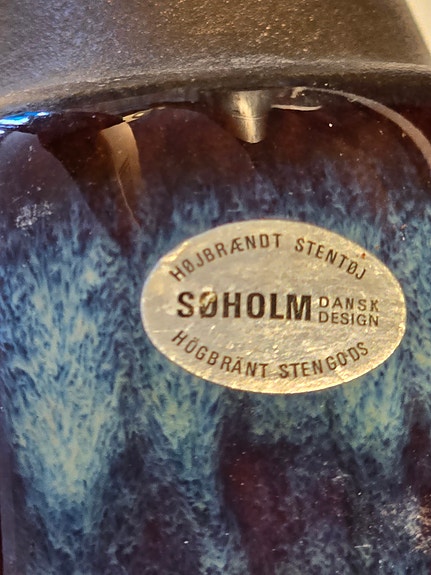 HØJBRÆNDT STENTØJ
SØHOLM DANSK
DESIGN
HÖGBRÄNT STENGODS